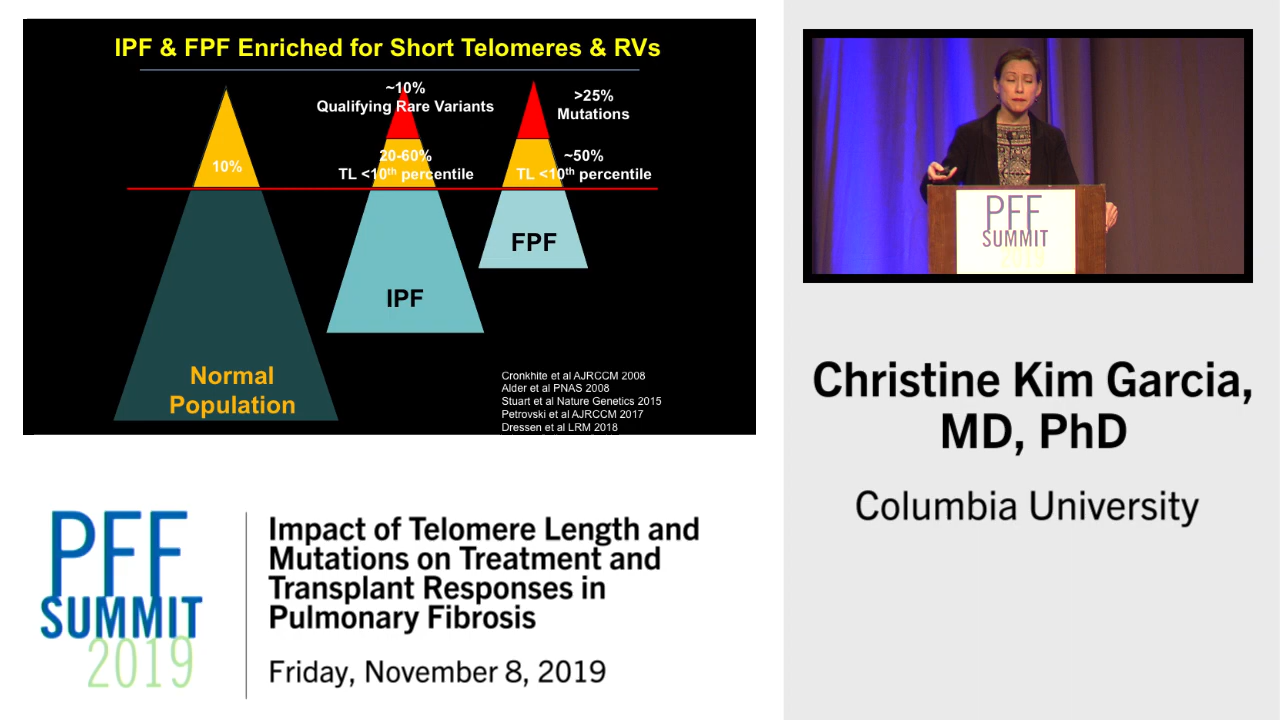 IPF & FPF Enriched for Short Telomeres & RVs
~10%
Qualifying Rare Variants
>25%
Mutations
10%
20-60%
TL <10th percentile
~50%
TL <10th percentile
FPF
IPF
Normal
Population
Cronkhite et al AJRCCM 2008
Alder et al PNAS 2008
Stuart et al Nature Genetics 2015
Petrovski et al AJRCCM 2017
Dressen et al LRM 2018
PFF
SUMMIT
2019
Christine Kim Garcia,
MD, PhD
Columbia University
PFF
SUMMIT
2019
Impact of Telomere Length and
Mutations on Treatment and
Transplant Responses in
Pulmonary Fibrosis
Friday, November 8, 2019